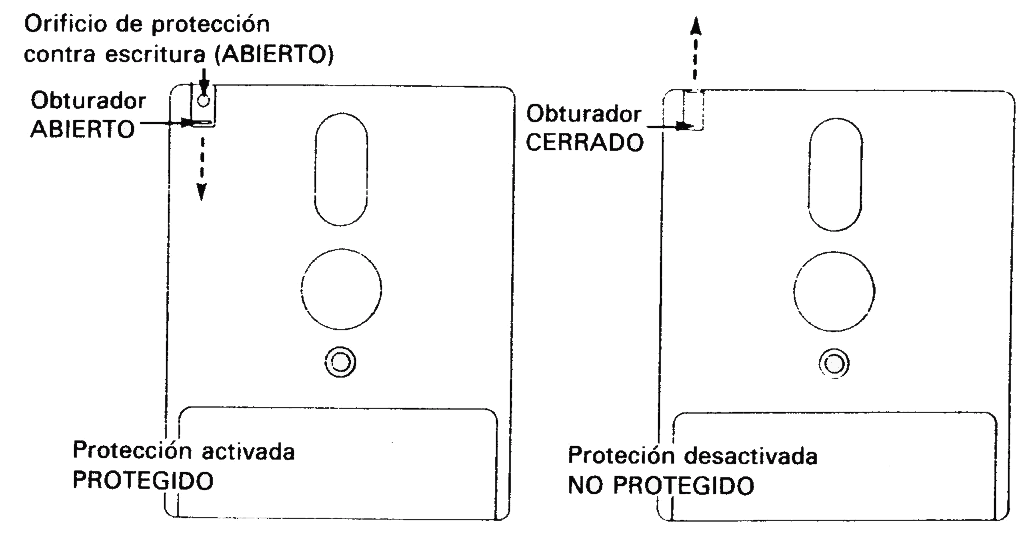 Orificio de protección
contra escritura (ABIERTO)
Obturador
ABIERTO
Protección activada
PROTEGIDO
Obturador
CERRADO
Proteción desactivada
NO PROTEGIDO